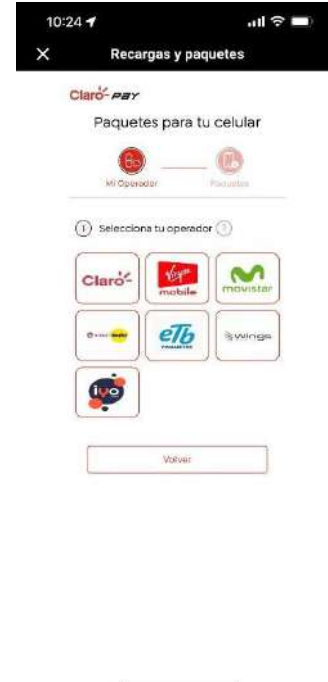 10:24
Recargas y paquetes
Claro- pay
Paquetes para tu celular
Mi Operador
Paquetes
1 Selecciona tu operador ?
Claro-
Virgin
mobile
movistar
eTb
Wings
iyo
Volver